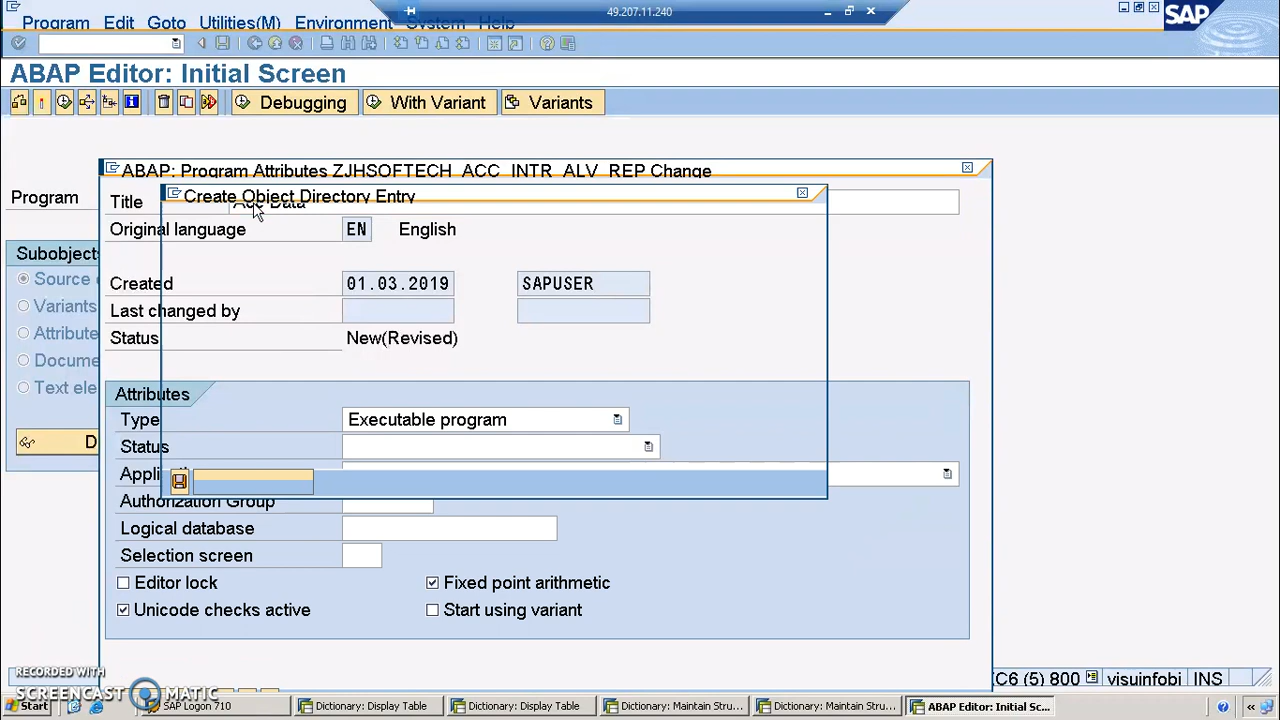 49.207.11.240
Program Edit Goto Utilities(M) Environment System Help
SAP
ABAP Editor: Initial Screen
Debugging With Variant Variants
ABAP: Program Attributes ZJHSOFTECH_ACC_INTR_ALV_REP Change
Create Object Directory Entry
Program
Title Data
Original language EN English
Subobjects
Source
Created 01.03.2019 SAPUSER
Variants
Last changed by
Attribute
Status New(Revised)
Docume
Text ele
Attributes
Type Executable program
D
Status
Appli
Authorization Group
Logical database
Selection screen
Editor lock Fixed point arithmetic
Unicode checks active Start using variant
RECORDED WITH
SCREENCAST MATIC
C6 (5) 800 visuinfobi INS
Start SAP Logon 710 Dictionary: Display Table Dictionary: Display Table Dictionary: Maintain Stru... Dictionary: Maintain Stru... ABAP Editor: Initial Sc...